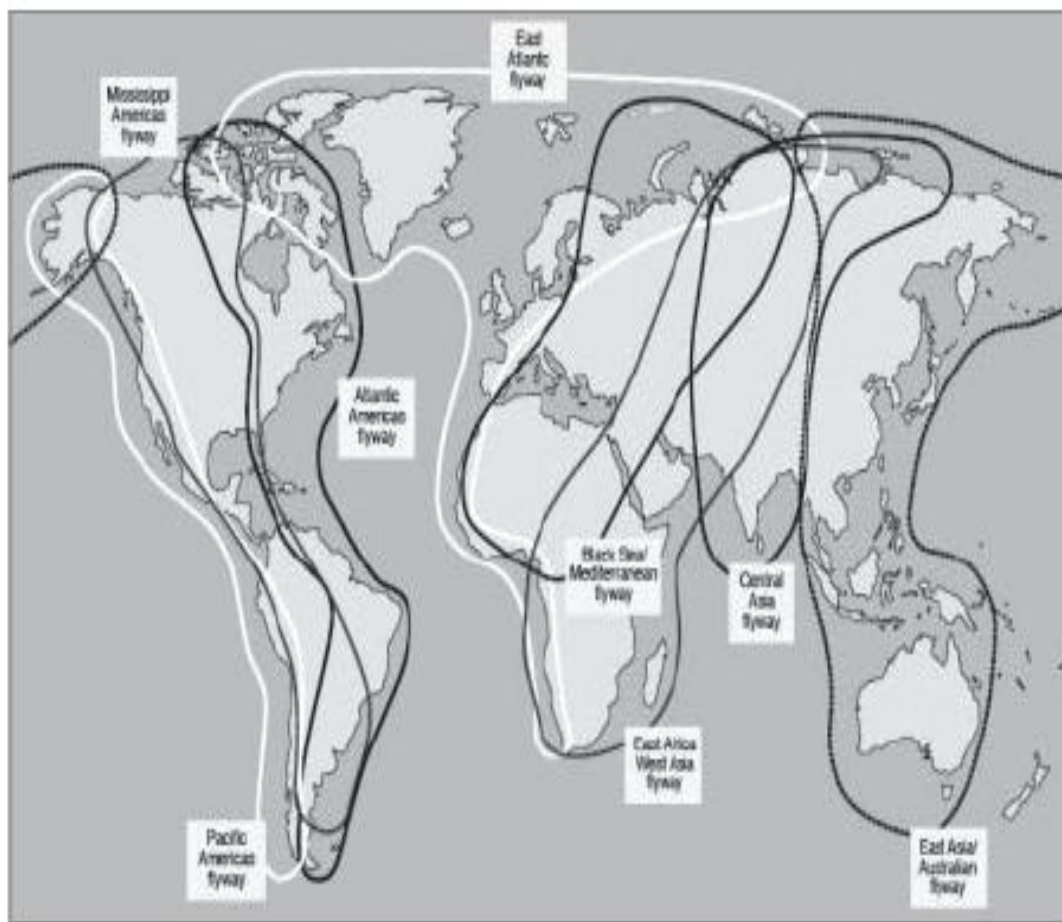 East
Atlantic
flyway
Mississippi
Americas
flyway
Atlantic
Americas
flyway
Black Sea/
Mediterranean
flyway
Central
Asia
flyway
East Africa
West Asia
flyway
Pacific
Americas
flyway
East Asia/
Australian
flyway